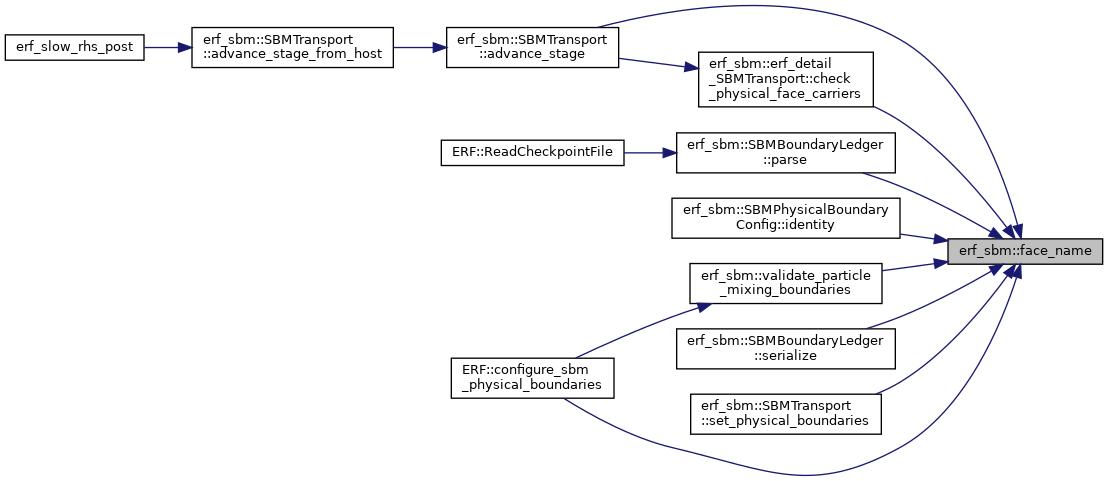 erf_slow_rhs_post
erf_sbm::SBMTransport
::advance_stage_from_host
erf_sbm::SBMTransport
::advance_stage
erf_sbm::erf_detail
_SBMTransport::check
_physical_face_carriers
ERF::ReadCheckpointFile
erf_sbm::SBMBoundaryLedger
::parse
erf_sbm::SBMPhysicalBoundary
Config::identity
erf_sbm::face_name
erf_sbm::validate_particle
_mixing_boundaries
erf_sbm::SBMBoundaryLedger
::serialize
ERF::configure_sbm
_physical_boundaries
erf_sbm::SBMTransport
::set_physical_boundaries